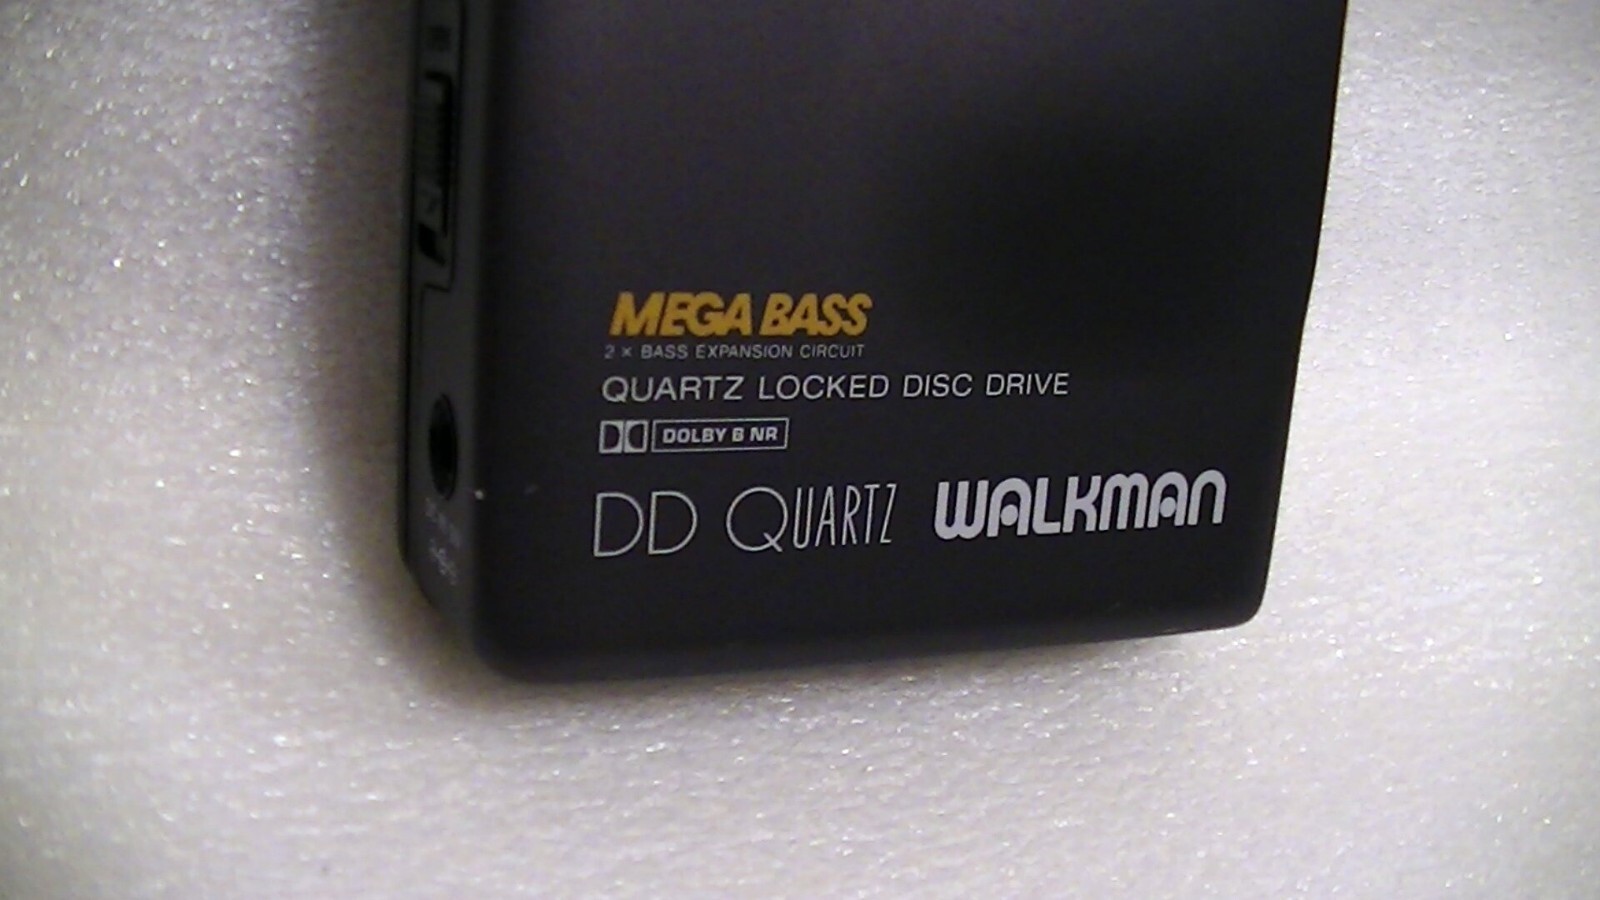 MEGA BASS
2 × BASS EXPANSION CIRCUIT
QUARTZ LOCKED DISC DRIVE
DOLBY B NR
DD QUARTZ WALKMAN